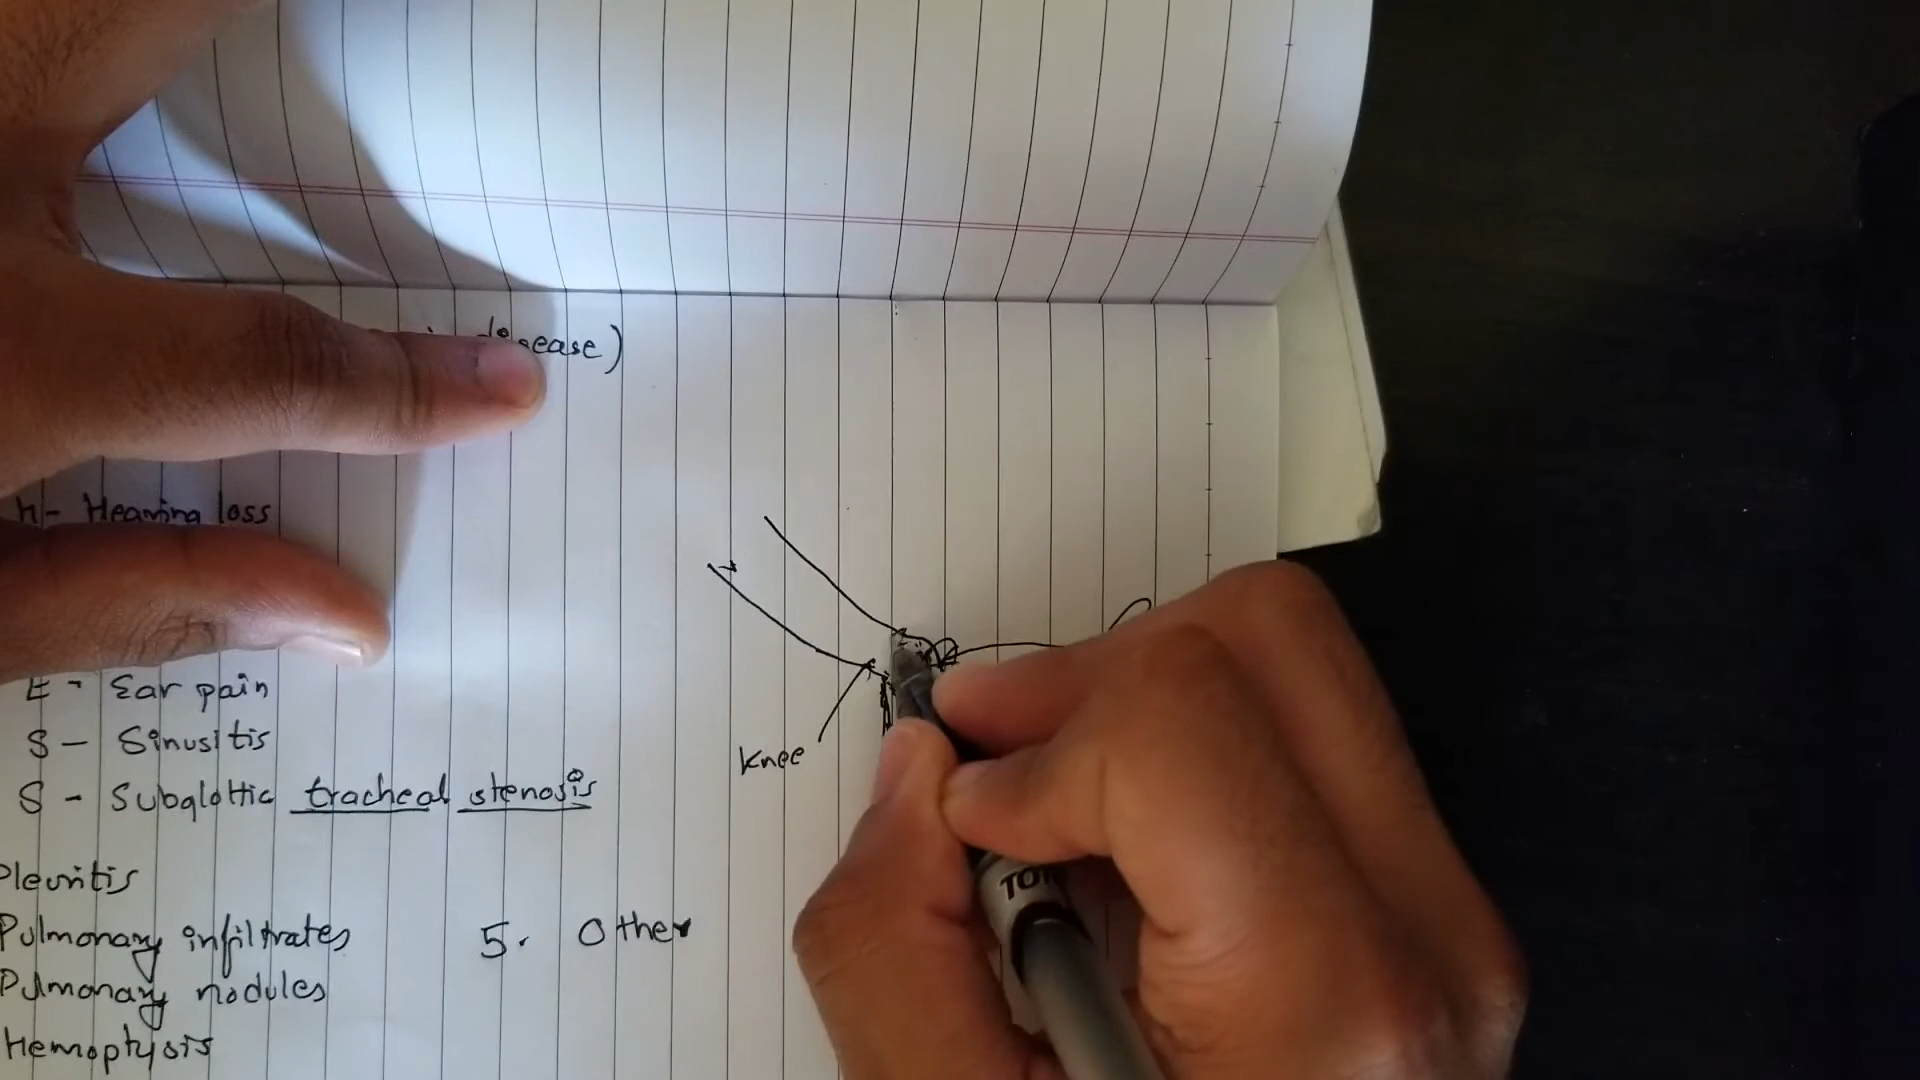 disease)
h- Hearing loss
E - Ear pain
S - Sinusitis
S - Subglottic tracheal stenosis
Knee
Pleuritis
Pulmonary infiltrates
5. Other
Pulmonary nodules
Hemoptysis